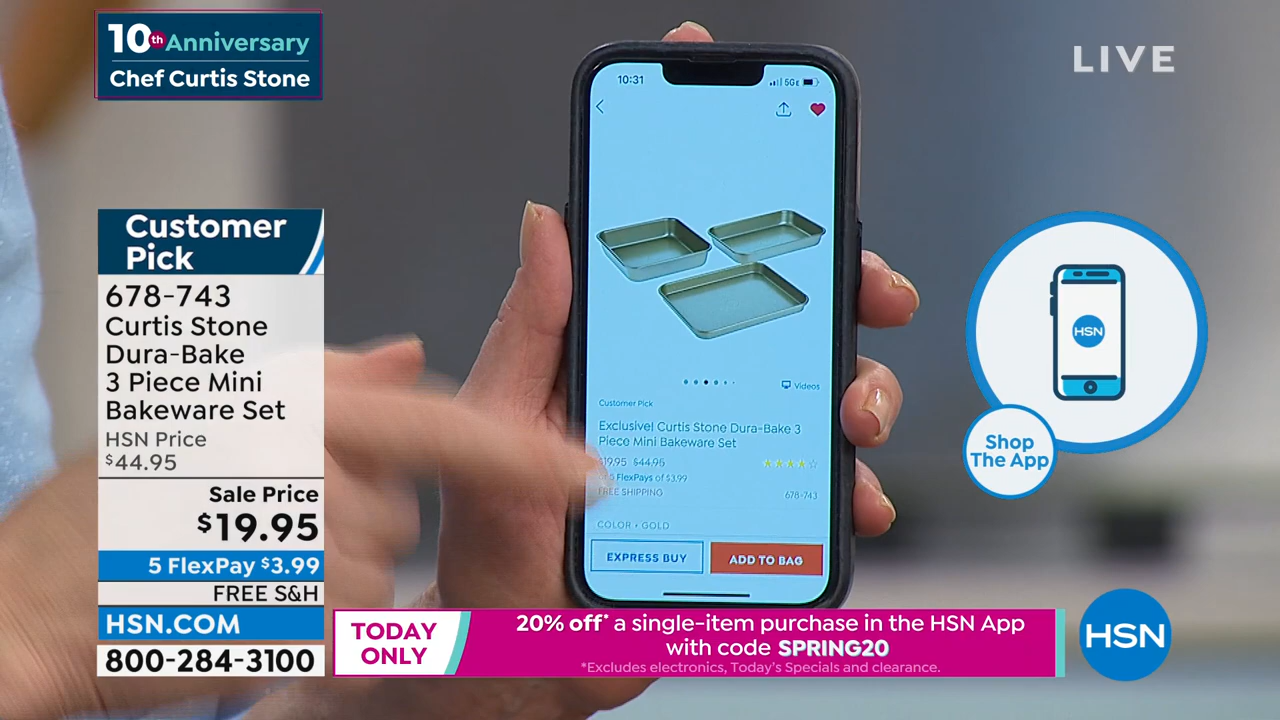 10th Anniversary
Chef Curtis Stone
LIVE
Customer
Pick
678-743
Curtis Stone
Dura-Bake
3 Piece Mini
Bakeware Set
HSN Price
$44.95
Sale Price
$19.95
5 FlexPay $3.99
FREE S&H
HSN.COM
800-284-3100
10:31
5G
Videos
Customer Pick
Exclusive! Curtis Stone Dura-Bake 3
Piece Mini Bakeware Set
$44.95
5 FlexPays of $3.99
FREE SHIPPING
678-743
COLOR • GOLD
EXPRESS BUY
ADD TO BAG
HSN
Shop
The App
TODAY
ONLY
20% off* a single-item purchase in the HSN App
with code SPRING20
*Excludes electronics, Today's Specials and clearance.
HSN